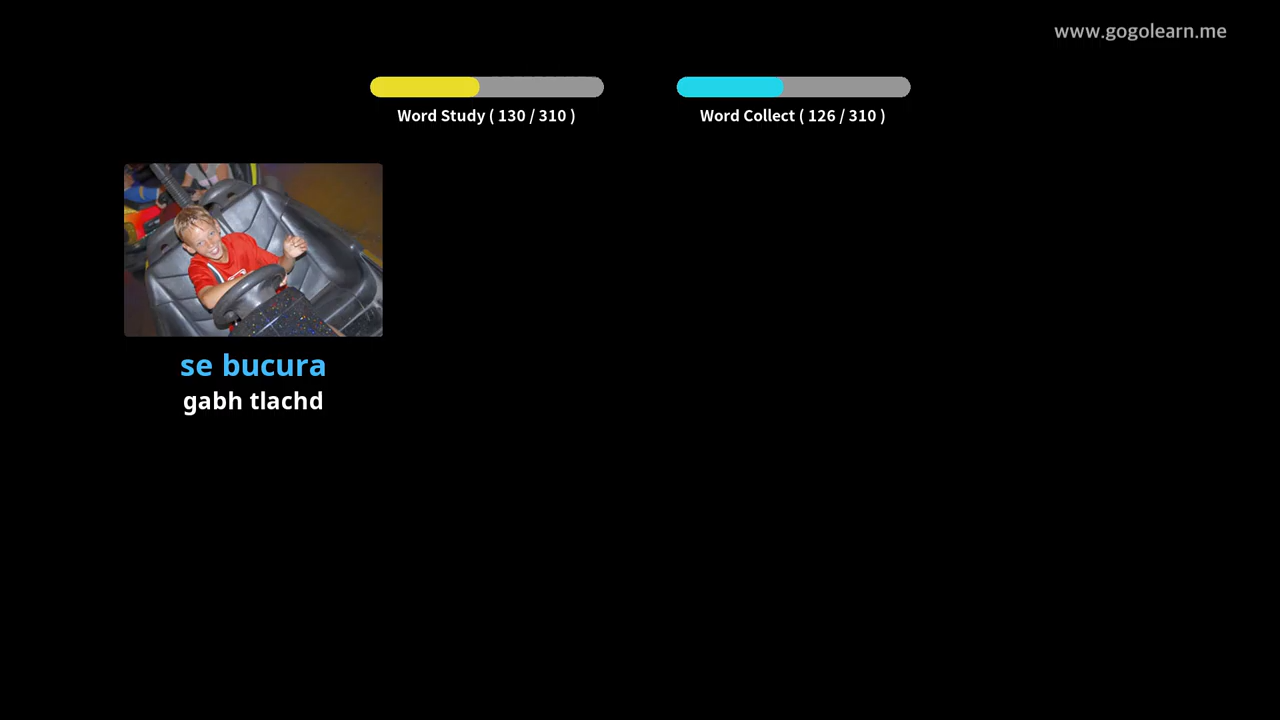 www.gogolearn.me
Word Study ( 130 / 310 )
Word Collect ( 126 / 310 )
se bucura
gabh tlachd